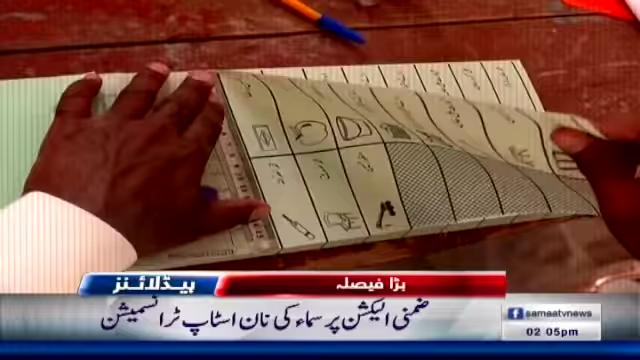 بڑا فیصلہ
ہیڈلائنز
ضمنی الیکشن پر سماء کی نان اسٹاپ ٹرانسمیشن
samaatvnews
02 05pm